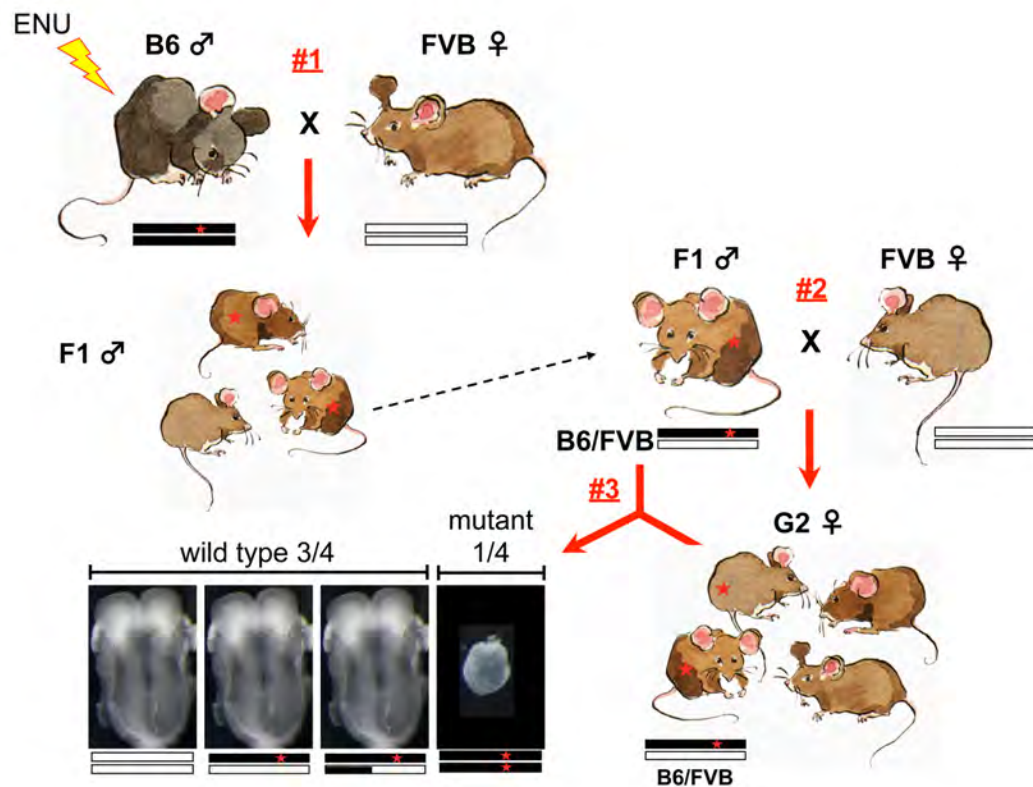 ENU
B6 ♂
#1
FVB ♀
X
F1 ♂
F1 ♂
#2
FVB ♀
X
B6/FVB
#3
G2 ♀
wild type 3/4
mutant
1/4
B6/FVB